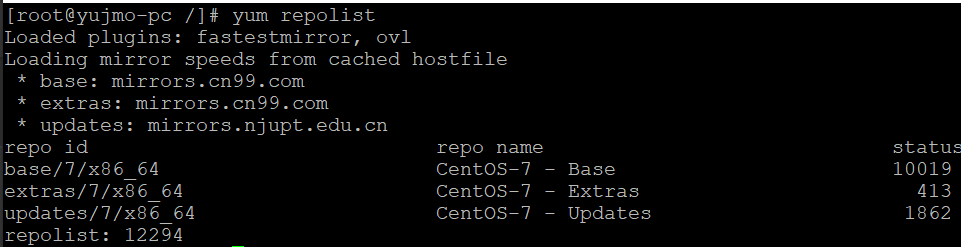 [root@yujmo-pc /]# yum repolist
Loaded plugins: fastestmirror, ovl
Loading mirror speeds from cached hostfile
 * base: mirrors.cn99.com
 * extras: mirrors.cn99.com
 * updates: mirrors.njupt.edu.cn
repo id                             repo name                             status
base/7/x86_64                       CentOS-7 - Base                       10019
extras/7/x86_64                     CentOS-7 - Extras                       413
updates/7/x86_64                    CentOS-7 - Updates                     1862
repolist: 12294